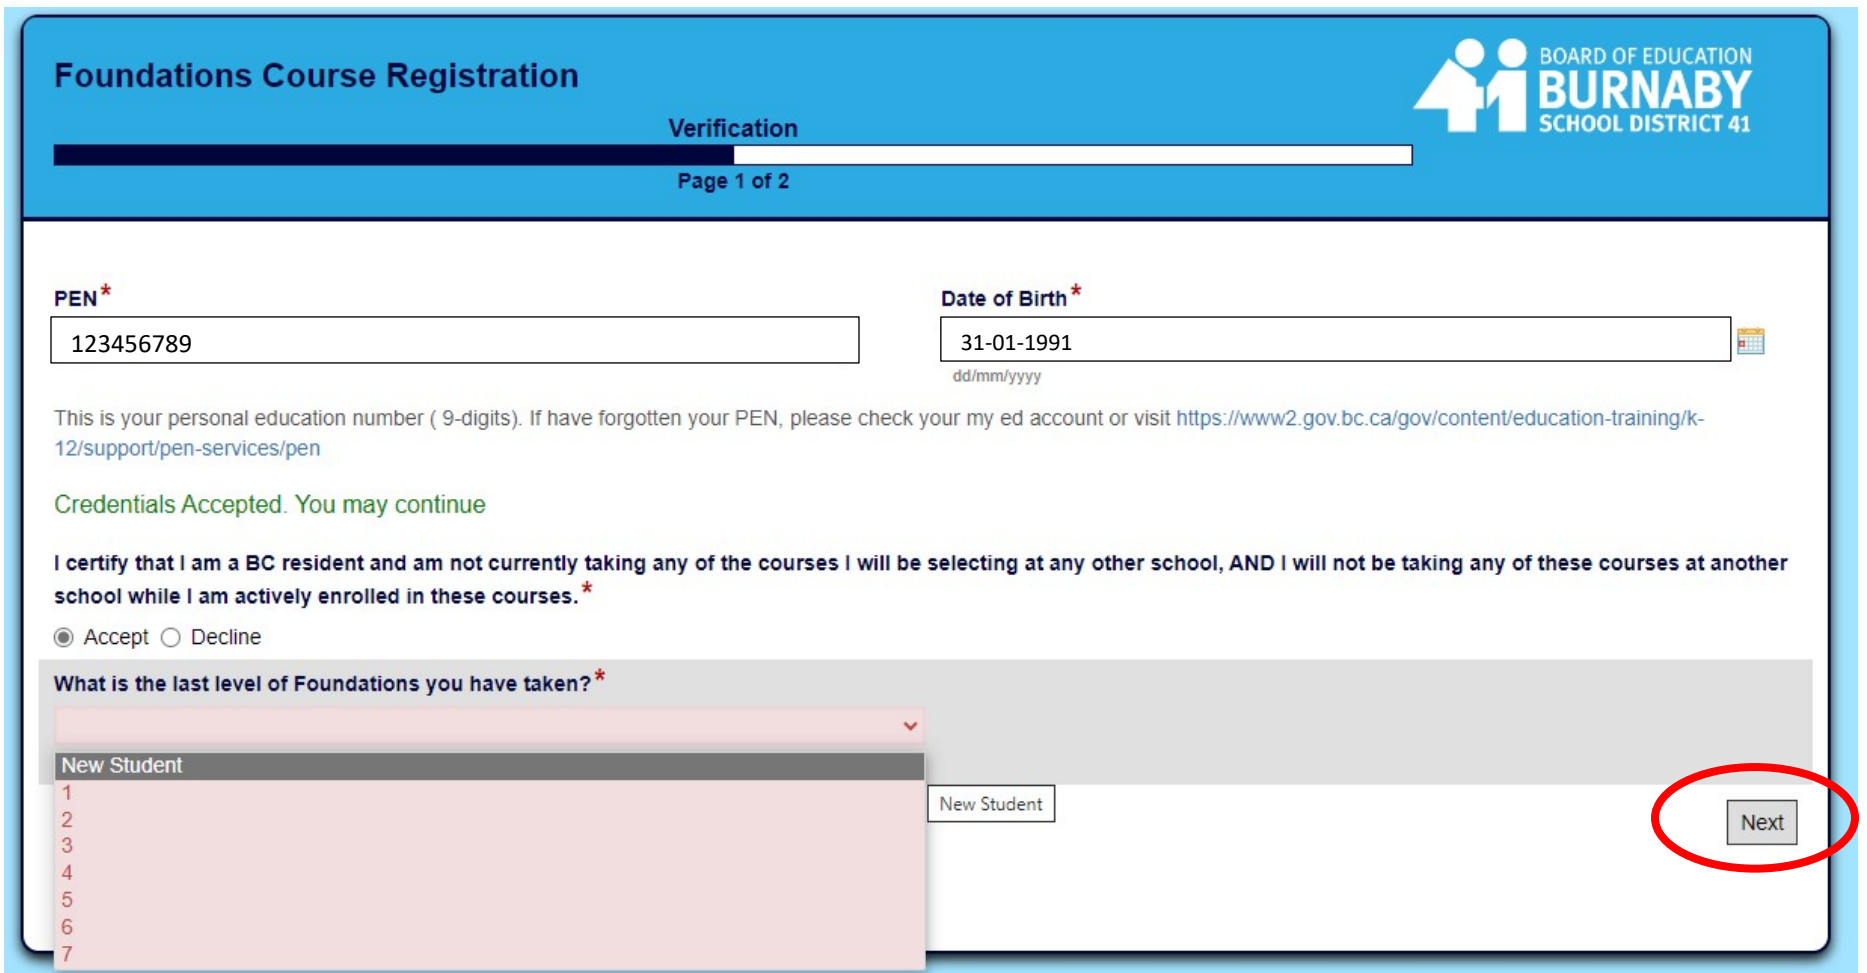 Foundations Course Registration
BOARD OF EDUCATION
BURNABY
SCHOOL DISTRICT 41
Verification
Page 1 of 2
PEN*
Date of Birth*
123456789
31-01-1991
dd/mm/yyyy
This is your personal education number ( 9-digits). If have forgotten your PEN, please check your my ed account or visit https://www2.gov.bc.ca/gov/content/education-training/k-
12/support/pen-services/pen
Credentials Accepted. You may continue
I certify that I am a BC resident and am not currently taking any of the courses I will be selecting at any other school, AND I will not be taking any of these courses at another
school while I am actively enrolled in these courses.*
Accept Decline
What is the last level of Foundations you have taken?*
New Student
1
2
3
4
5
6
7
New Student
Next